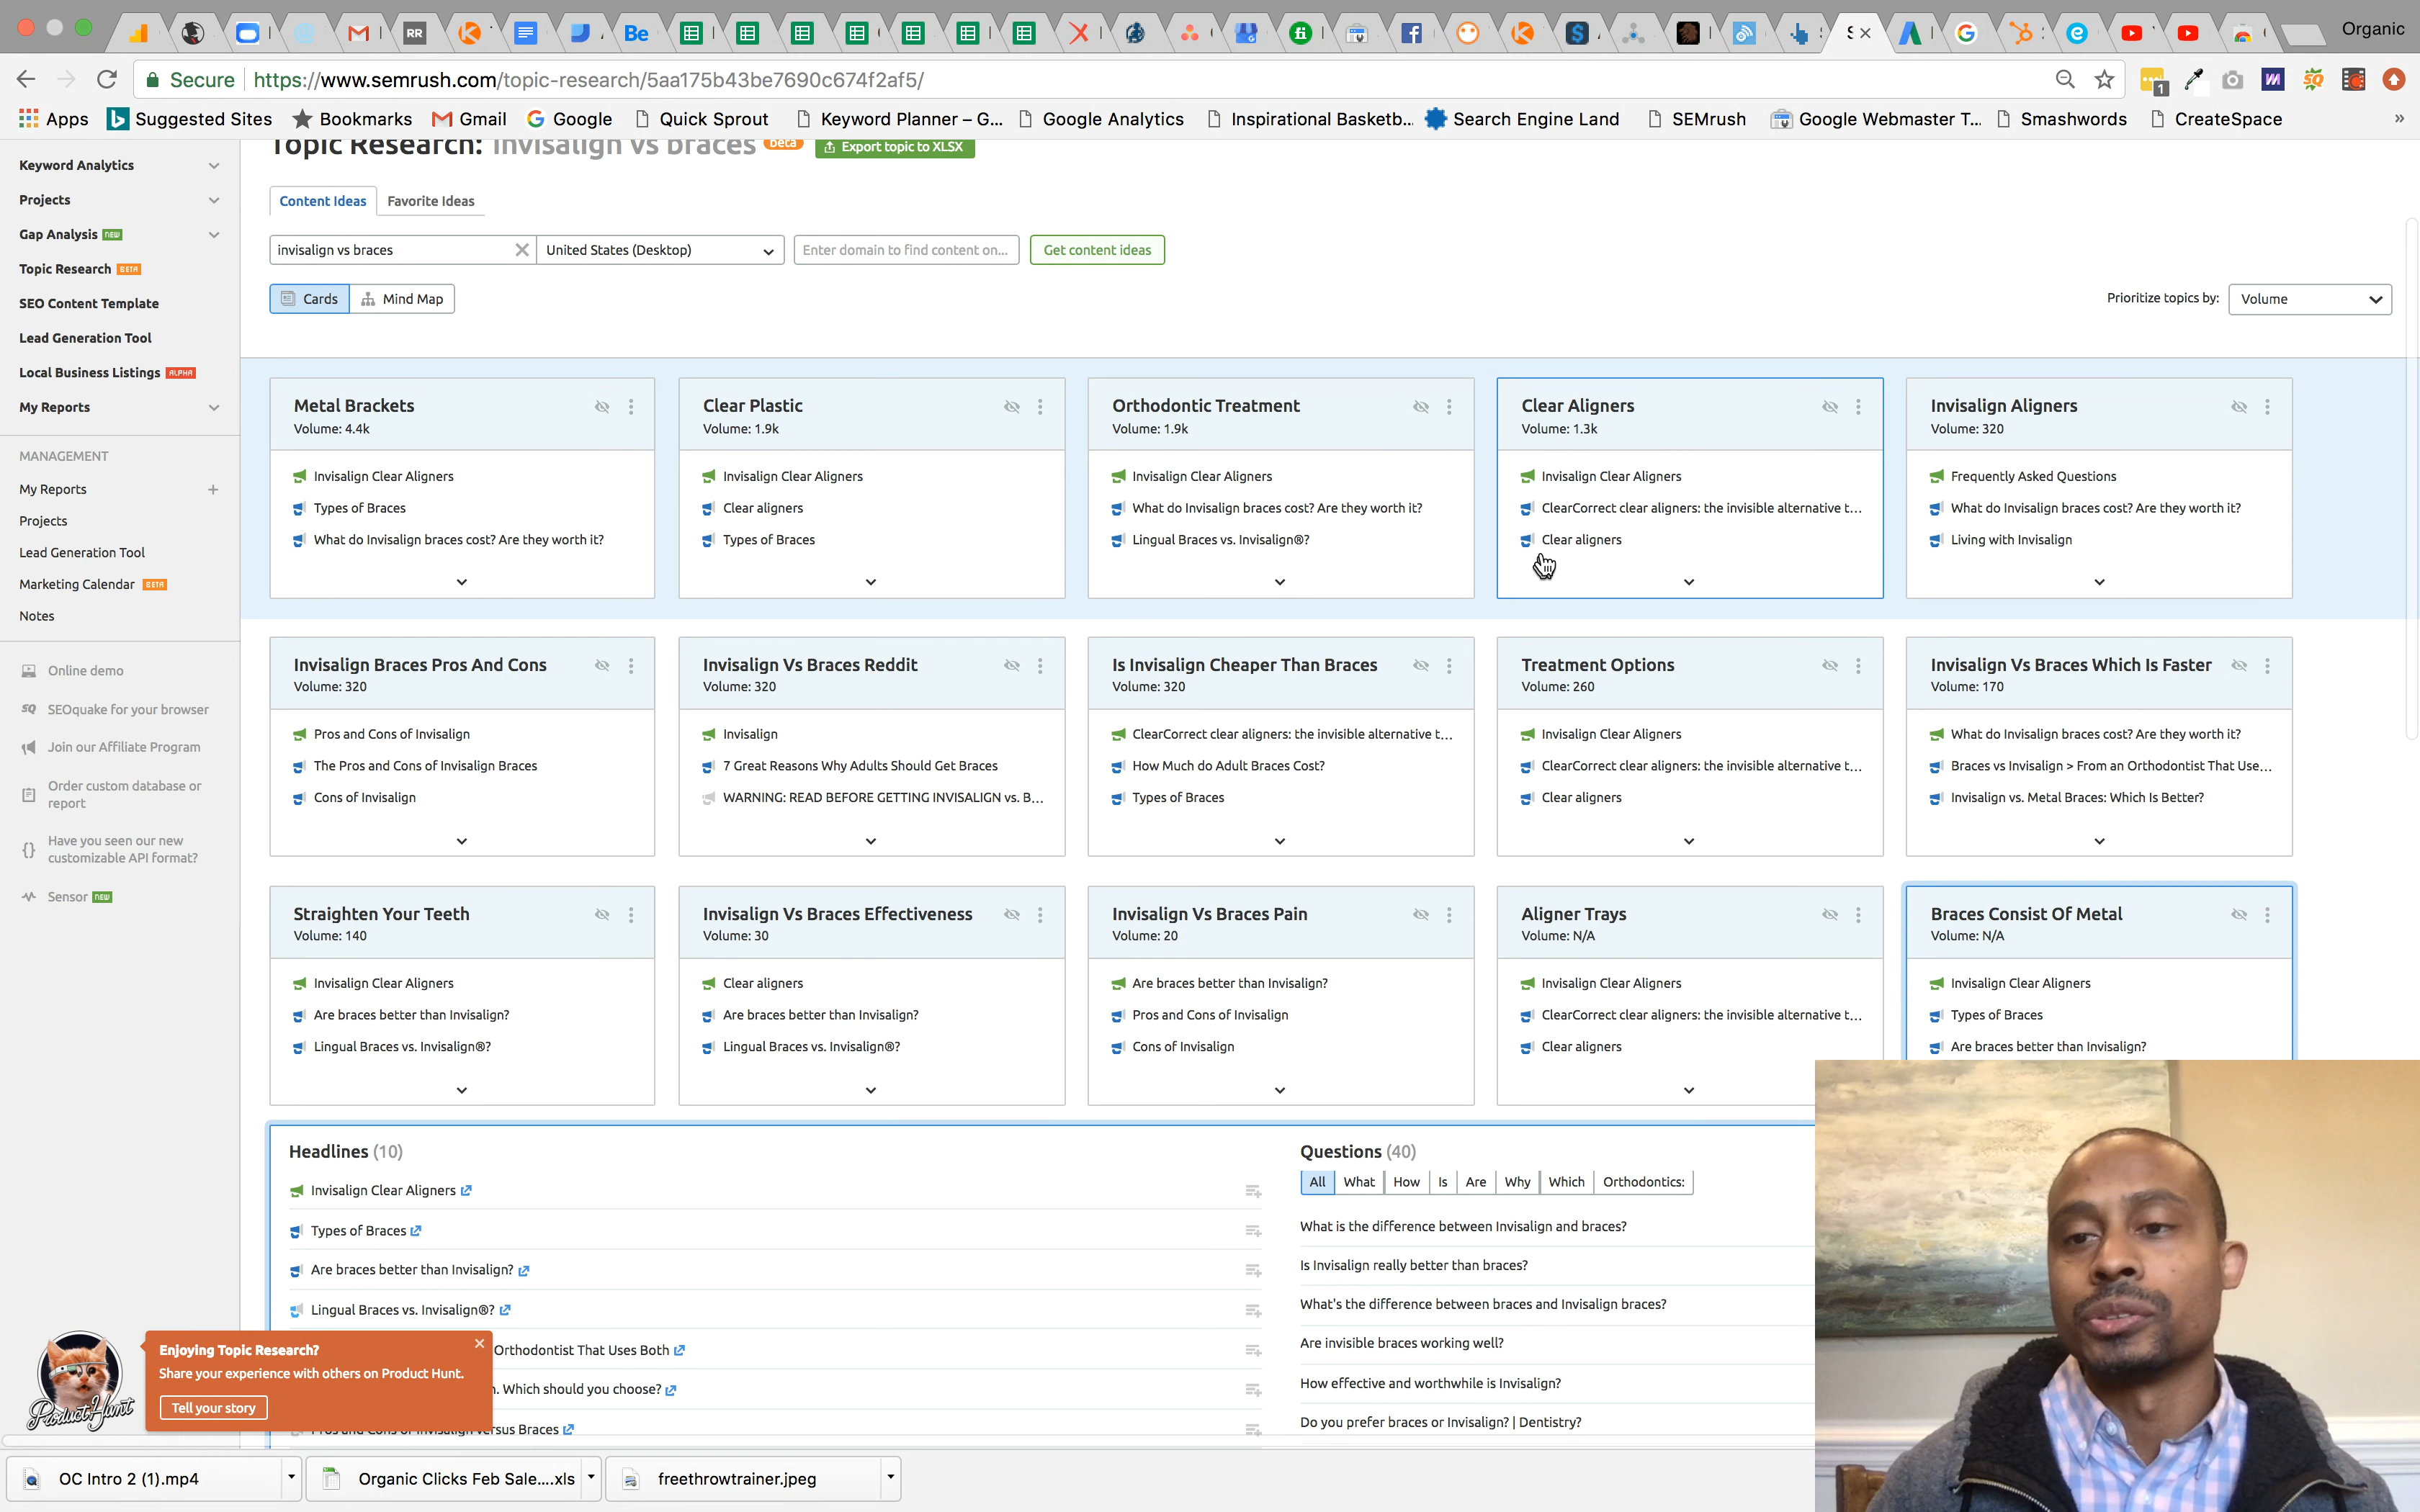 Organic
RR
Be
Secure
https://www.semrush.com/topic-research/5aa175b43be7690c674f2af5/
1
Apps
Suggested Sites
Bookmarks
Gmail
Google
Quick Sprout
Keyword Planner – G...
Google Analytics
Inspirational Basketb...
Search Engine Land
SEMrush
Google Webmaster T...
Smashwords
CreateSpace
»
Topic Research: invisalign vs braces beta
Export topic to XLSX
Keyword Analytics
Projects
Gap Analysis NEW
Topic Research BETA
SEO Content Template
Lead Generation Tool
Local Business Listings ALPHA
My Reports
MANAGEMENT
My Reports +
Projects
Lead Generation Tool
Marketing Calendar BETA
Notes
Online demo
SQ SEOquake for your browser
Join our Affiliate Program
Order custom database or
report
Have you seen our new
customizable API format?
Sensor NEW
Content Ideas
Favorite Ideas
invisalign vs braces
United States (Desktop)
Enter domain to find content on...
Get content ideas
Cards
Mind Map
Prioritize topics by:
Volume
Metal Brackets
Volume: 4.4k
Invisalign Clear Aligners
Types of Braces
What do Invisalign braces cost? Are they worth it?
Clear Plastic
Volume: 1.9k
Invisalign Clear Aligners
Clear aligners
Types of Braces
Orthodontic Treatment
Volume: 1.9k
Invisalign Clear Aligners
What do Invisalign braces cost? Are they worth it?
Lingual Braces vs. Invisalign®?
Clear Aligners
Volume: 1.3k
Invisalign Clear Aligners
ClearCorrect clear aligners: the invisible alternative t...
Clear aligners
Invisalign Aligners
Volume: 320
Frequently Asked Questions
What do Invisalign braces cost? Are they worth it?
Living with Invisalign
Invisalign Braces Pros And Cons
Volume: 320
Pros and Cons of Invisalign
The Pros and Cons of Invisalign Braces
Cons of Invisalign
Invisalign Vs Braces Reddit
Volume: 320
Invisalign
7 Great Reasons Why Adults Should Get Braces
WARNING: READ BEFORE GETTING INVISALIGN vs. B...
Is Invisalign Cheaper Than Braces
Volume: 320
ClearCorrect clear aligners: the invisible alternative t...
How Much do Adult Braces Cost?
Types of Braces
Treatment Options
Volume: 260
Invisalign Clear Aligners
ClearCorrect clear aligners: the invisible alternative t...
Clear aligners
Invisalign Vs Braces Which Is Faster
Volume: 170
What do Invisalign braces cost? Are they worth it?
Braces vs Invisalign > From an Orthodontist That Use...
Invisalign vs. Metal Braces: Which Is Better?
Straighten Your Teeth
Volume: 140
Invisalign Clear Aligners
Are braces better than Invisalign?
Lingual Braces vs. Invisalign®?
Invisalign Vs Braces Effectiveness
Volume: 30
Clear aligners
Are braces better than Invisalign?
Lingual Braces vs. Invisalign®?
Invisalign Vs Braces Pain
Volume: 20
Are braces better than Invisalign?
Pros and Cons of Invisalign
Cons of Invisalign
Aligner Trays
Volume: N/A
Invisalign Clear Aligners
ClearCorrect clear aligners: the invisible alternative t...
Clear aligners
Braces Consist Of Metal
Volume: N/A
Invisalign Clear Aligners
Types of Braces
Are braces better than Invisalign?
Headlines (10)
Invisalign Clear Aligners
Types of Braces
Are braces better than Invisalign?
Lingual Braces vs. Invisalign®?
Orthodontist That Uses Both
. Which should you choose?
Pros and Cons of Invisalign versus Braces
Questions (40)
All
What
How
Is
Are
Why
Which
Orthodontics:
What is the difference between Invisalign and braces?
Is Invisalign really better than braces?
What's the difference between braces and Invisalign braces?
Are invisible braces working well?
How effective and worthwhile is Invisalign?
Do you prefer braces or Invisalign? | Dentistry?
Product Hunt
Enjoying Topic Research?
Share your experience with others on Product Hunt.
Tell your story
OC Intro 2 (1).mp4
Organic Clicks Feb Sale....xls
freethrowtrainer.jpeg